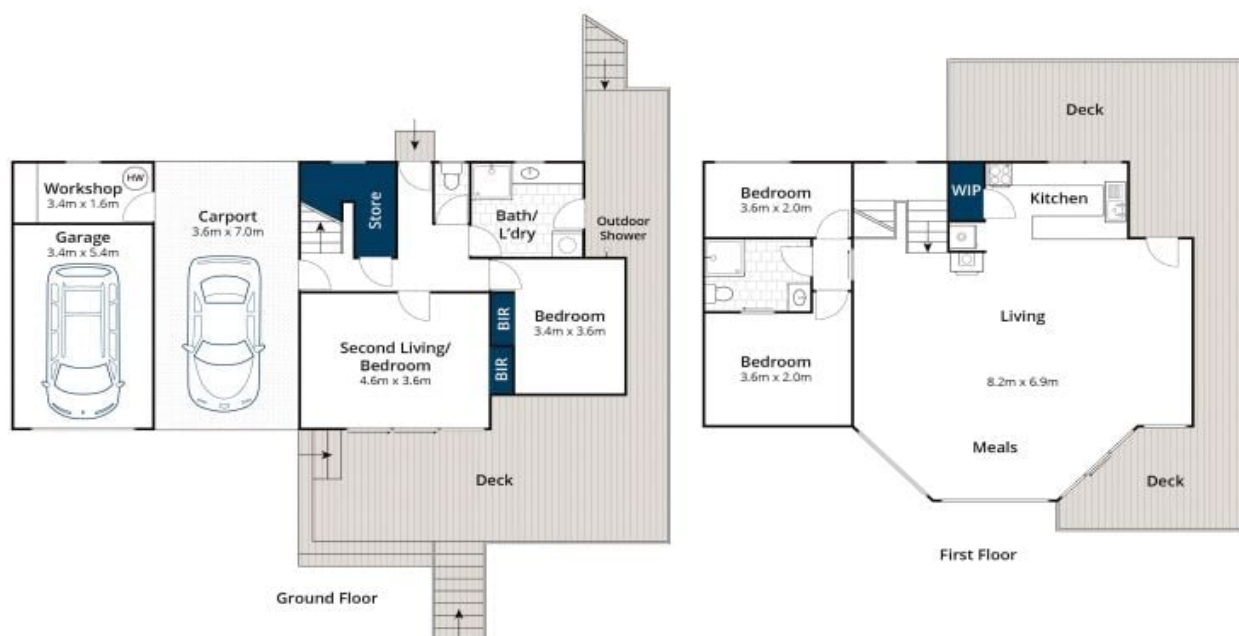 Workshop
3.4m x 1.6m
HW
Garage
3.4m x 5.4m
Carport
3.6m x 7.0m
Store
Bath/
L'dry
Outdoor
Shower
Second Living/
Bedroom
4.6m x 3.6m
BIR
BIR
Bedroom
3.4m x 3.6m
Deck
Ground Floor
Deck
Bedroom
3.6m x 2.0m
WIP
Kitchen
Living
Bedroom
3.6m x 2.0m
8.2m x 6.9m
Meals
Deck
First Floor